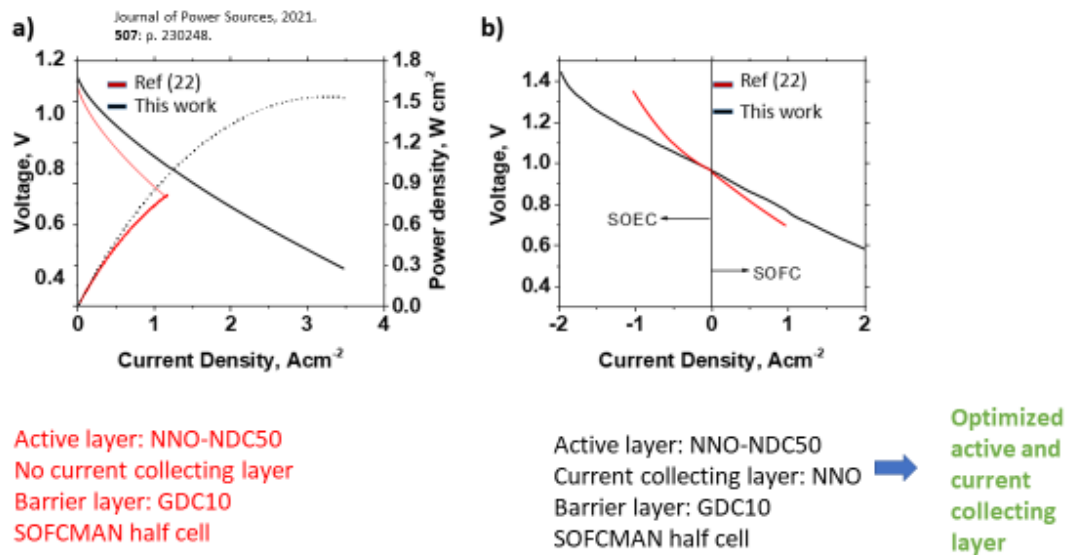 Journal of Power Sources, 2021.
507: p. 230248.
a)
b)
1.2
1.0
0.8
0.6
0.4
Voltage, V
Ref (22)
This work
1.8
1.5
1.2
0.9
0.6
0.3
0.0
Power density, W cm-2
0 1 2 3 4
Current Density, Acm-2
1.4
1.2
1.0
0.8
0.6
0.4
Voltage, V
Ref (22)
This work
SOEC
SOFC
-2 -1 0 1 2
Current Density, Acm-2
Active layer: NNO-NDC50
No current collecting layer
Barrier layer: GDC10
SOFCMAN half cell
Active layer: NNO-NDC50
Current collecting layer: NNO
Barrier layer: GDC10
SOFCMAN half cell
Optimized
active and
current
collecting
layer